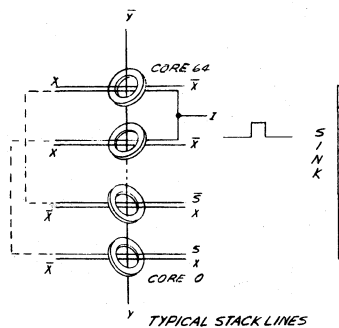 Y̅
CORE 64
X X̅
I
X X̅
S I N K
S̅
X̅ X
S
X̅ X
CORE 0
Y
TYPICAL STACK LINES